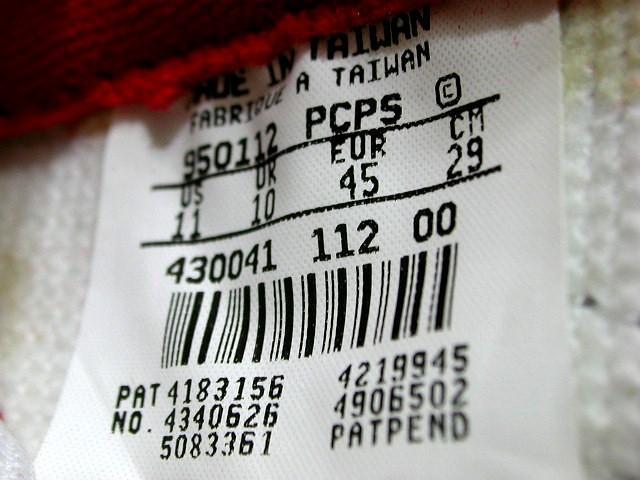 MADE IN TAIWAN
FABRIQUE A TAIWAN
950112 PCPS C
US UK EUR CM
11 10 45 29
430041 112 00
PAT 4183156 4219945
NO. 4340626 4906502
5083361 PATPEND